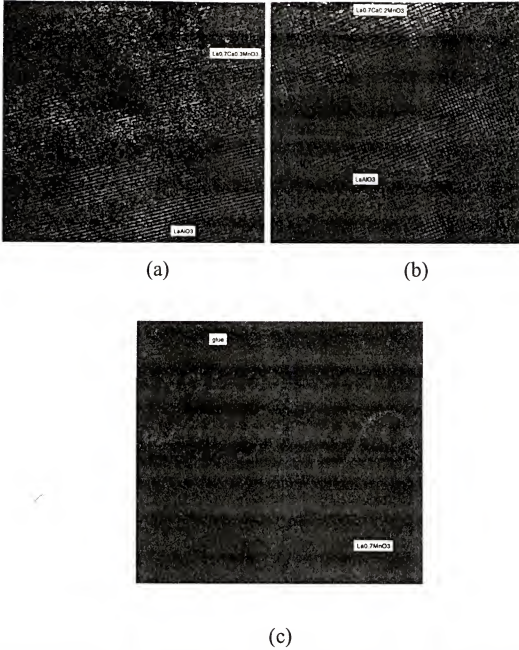 La0.7Ca0.3MnO3
LaAlO3
(a)
La0.7Ca0.2MnO3
LaAlO3
(b)
glue
La0.7MnO3
(c)